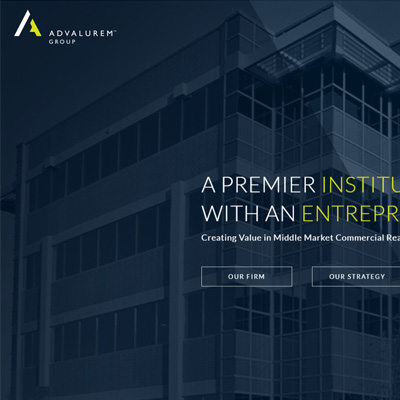 ADVALUREM™
GROUP
A PREMIER INSTITU
WITH AN ENTREPR
Creating Value in Middle Market Commercial Rea
OUR FIRM
OUR STRATEGY